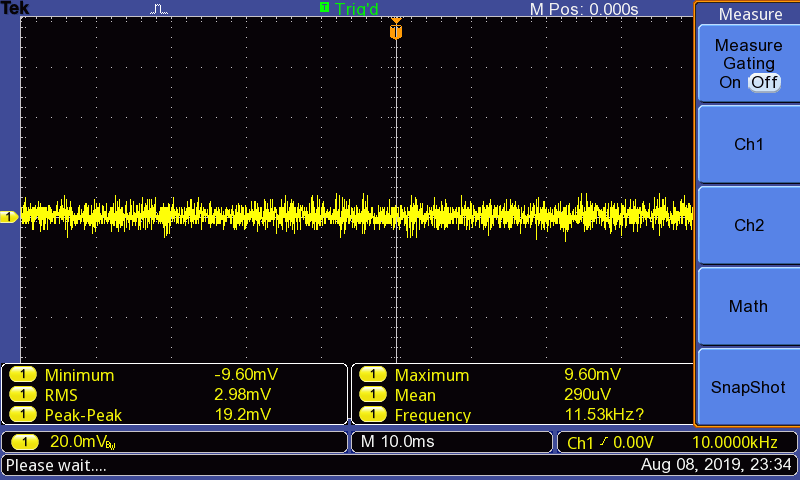 Tek
Trig'd
M Pos: 0.000s
Measure
Measure
Gating
On Off
Ch1
Ch2
Math
SnapShot
T
1
1 Minimum -9.60mV
1 RMS 2.98mV
1 Peak-Peak 19.2mV
1 Maximum 9.60mV
1 Mean 290uV
1 Frequency 11.53kHz?
1 20.0mVBW
M 10.0ms
Ch1 0.00V 10.0000kHz
Please wait....
Aug 08, 2019, 23:34